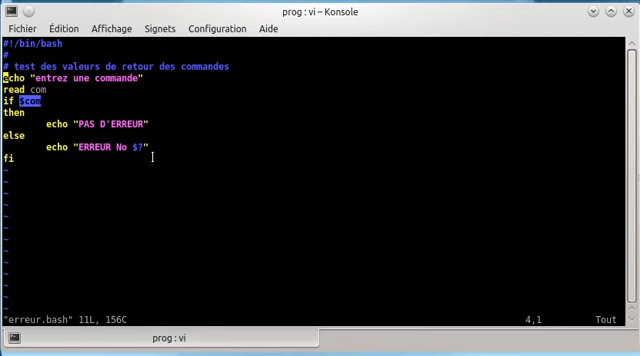 prog : vi – Konsole
Fichier Édition Affichage Signets Configuration Aide
#!/bin/bash
#
# test des valeurs de retour des commandes
echo "entrez une commande"
read com
if $com
then
        echo "PAS D'ERREUR"
else
        echo "ERREUR No $?"
fi
~
~
~
~
~
~
~
~
~
~
~
~
~
"erreur.bash" 11L, 156C 4,1 Tout
prog : vi